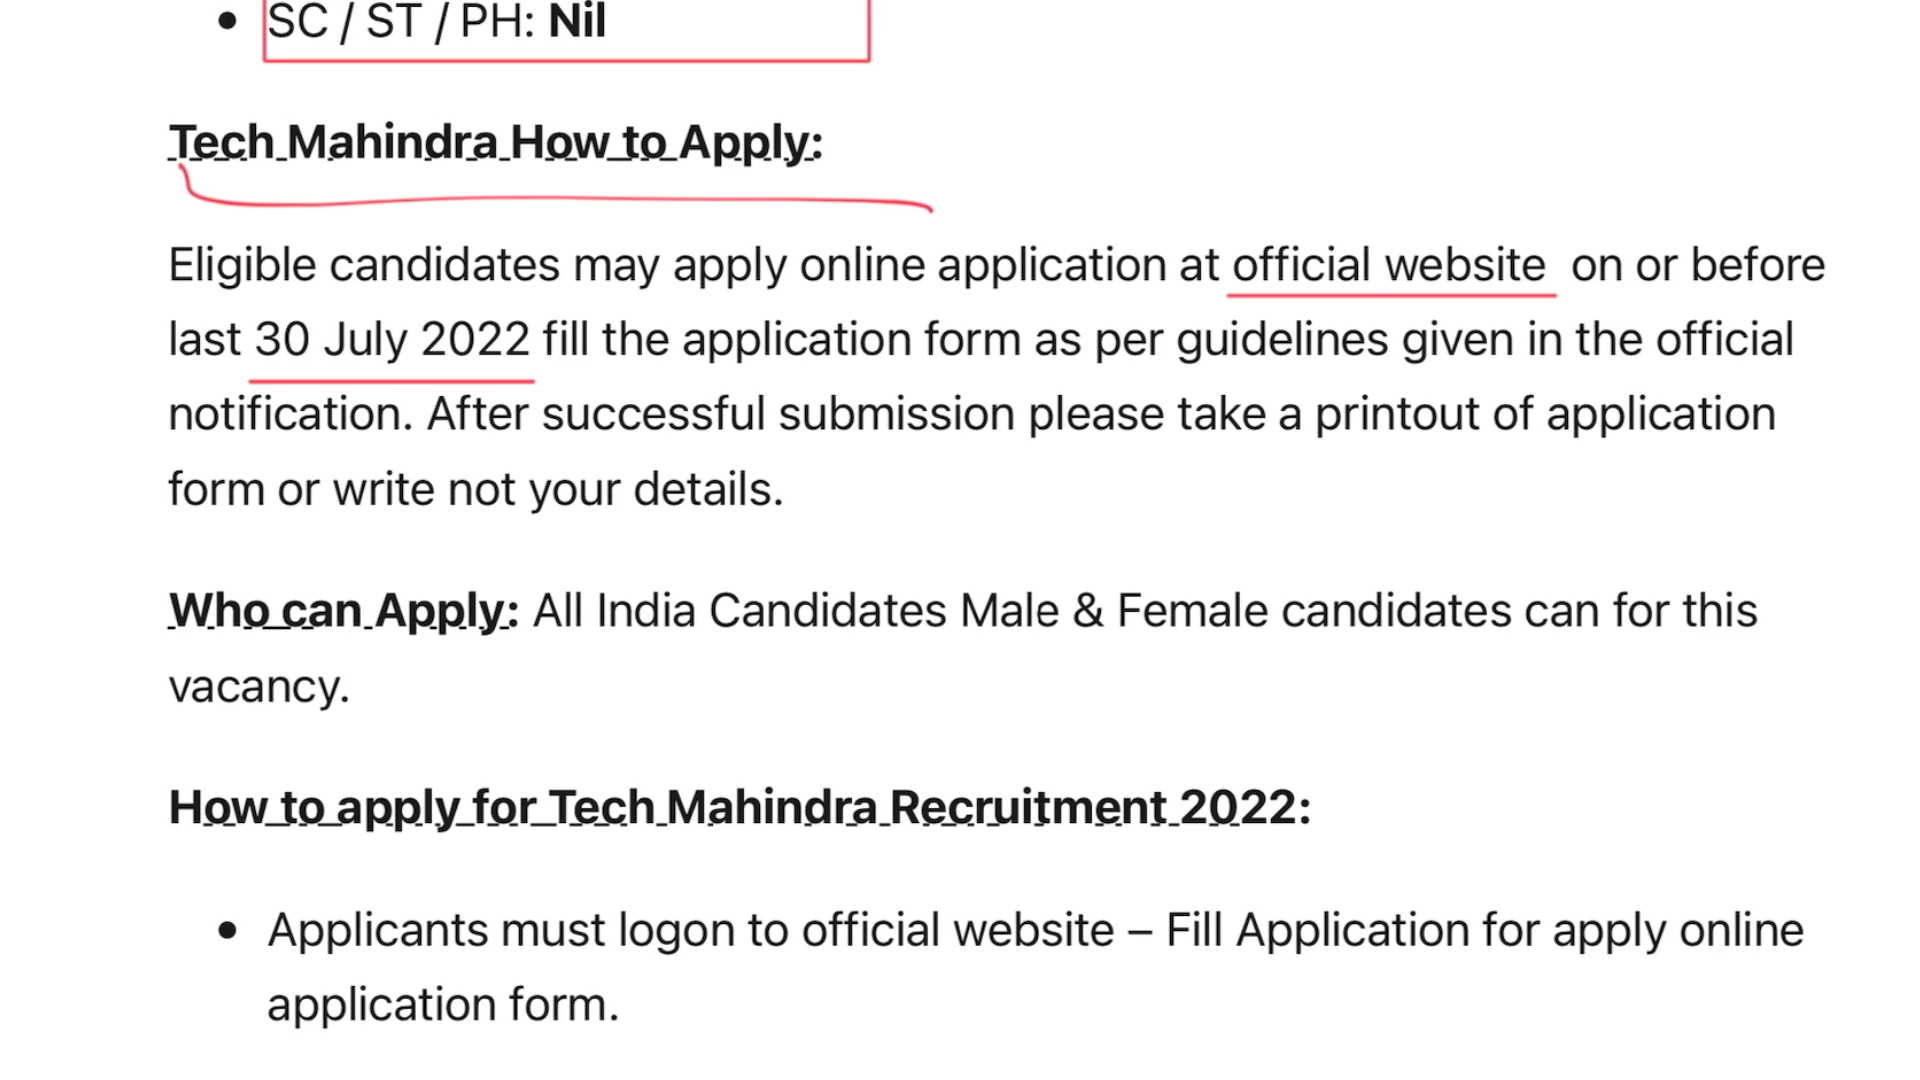 SC / ST / PH: Nil
Tech Mahindra How to Apply:
Eligible candidates may apply online application at official website on or before
last 30 July 2022 fill the application form as per guidelines given in the official
notification. After successful submission please take a printout of application
form or write not your details.
Who can Apply: All India Candidates Male & Female candidates can for this
vacancy.
How to apply for Tech Mahindra Recruitment 2022:
Applicants must logon to official website – Fill Application for apply online
application form.